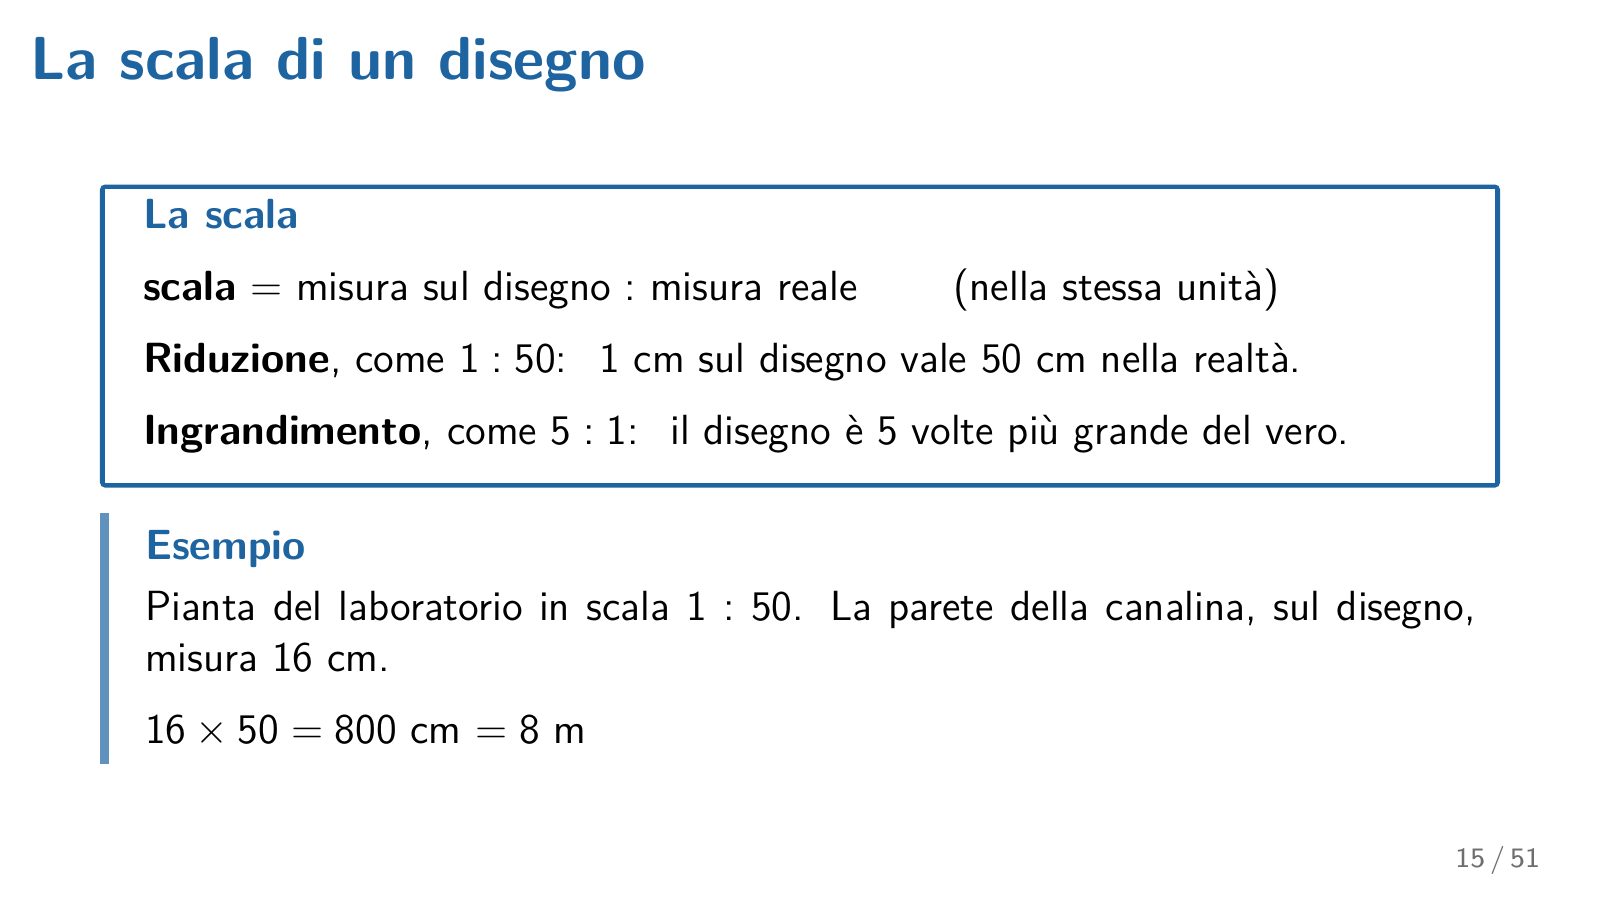 La scala di un disegno
La scala
scala = misura sul disegno : misura reale (nella stessa unità)
Riduzione, come 1 : 50: 1 cm sul disegno vale 50 cm nella realtà.
Ingrandimento, come 5 : 1: il disegno è 5 volte più grande del vero.
Esempio
Pianta del laboratorio in scala 1 : 50. La parete della canalina, sul disegno,
misura 16 cm.
16 × 50 = 800 cm = 8 m
15 / 51